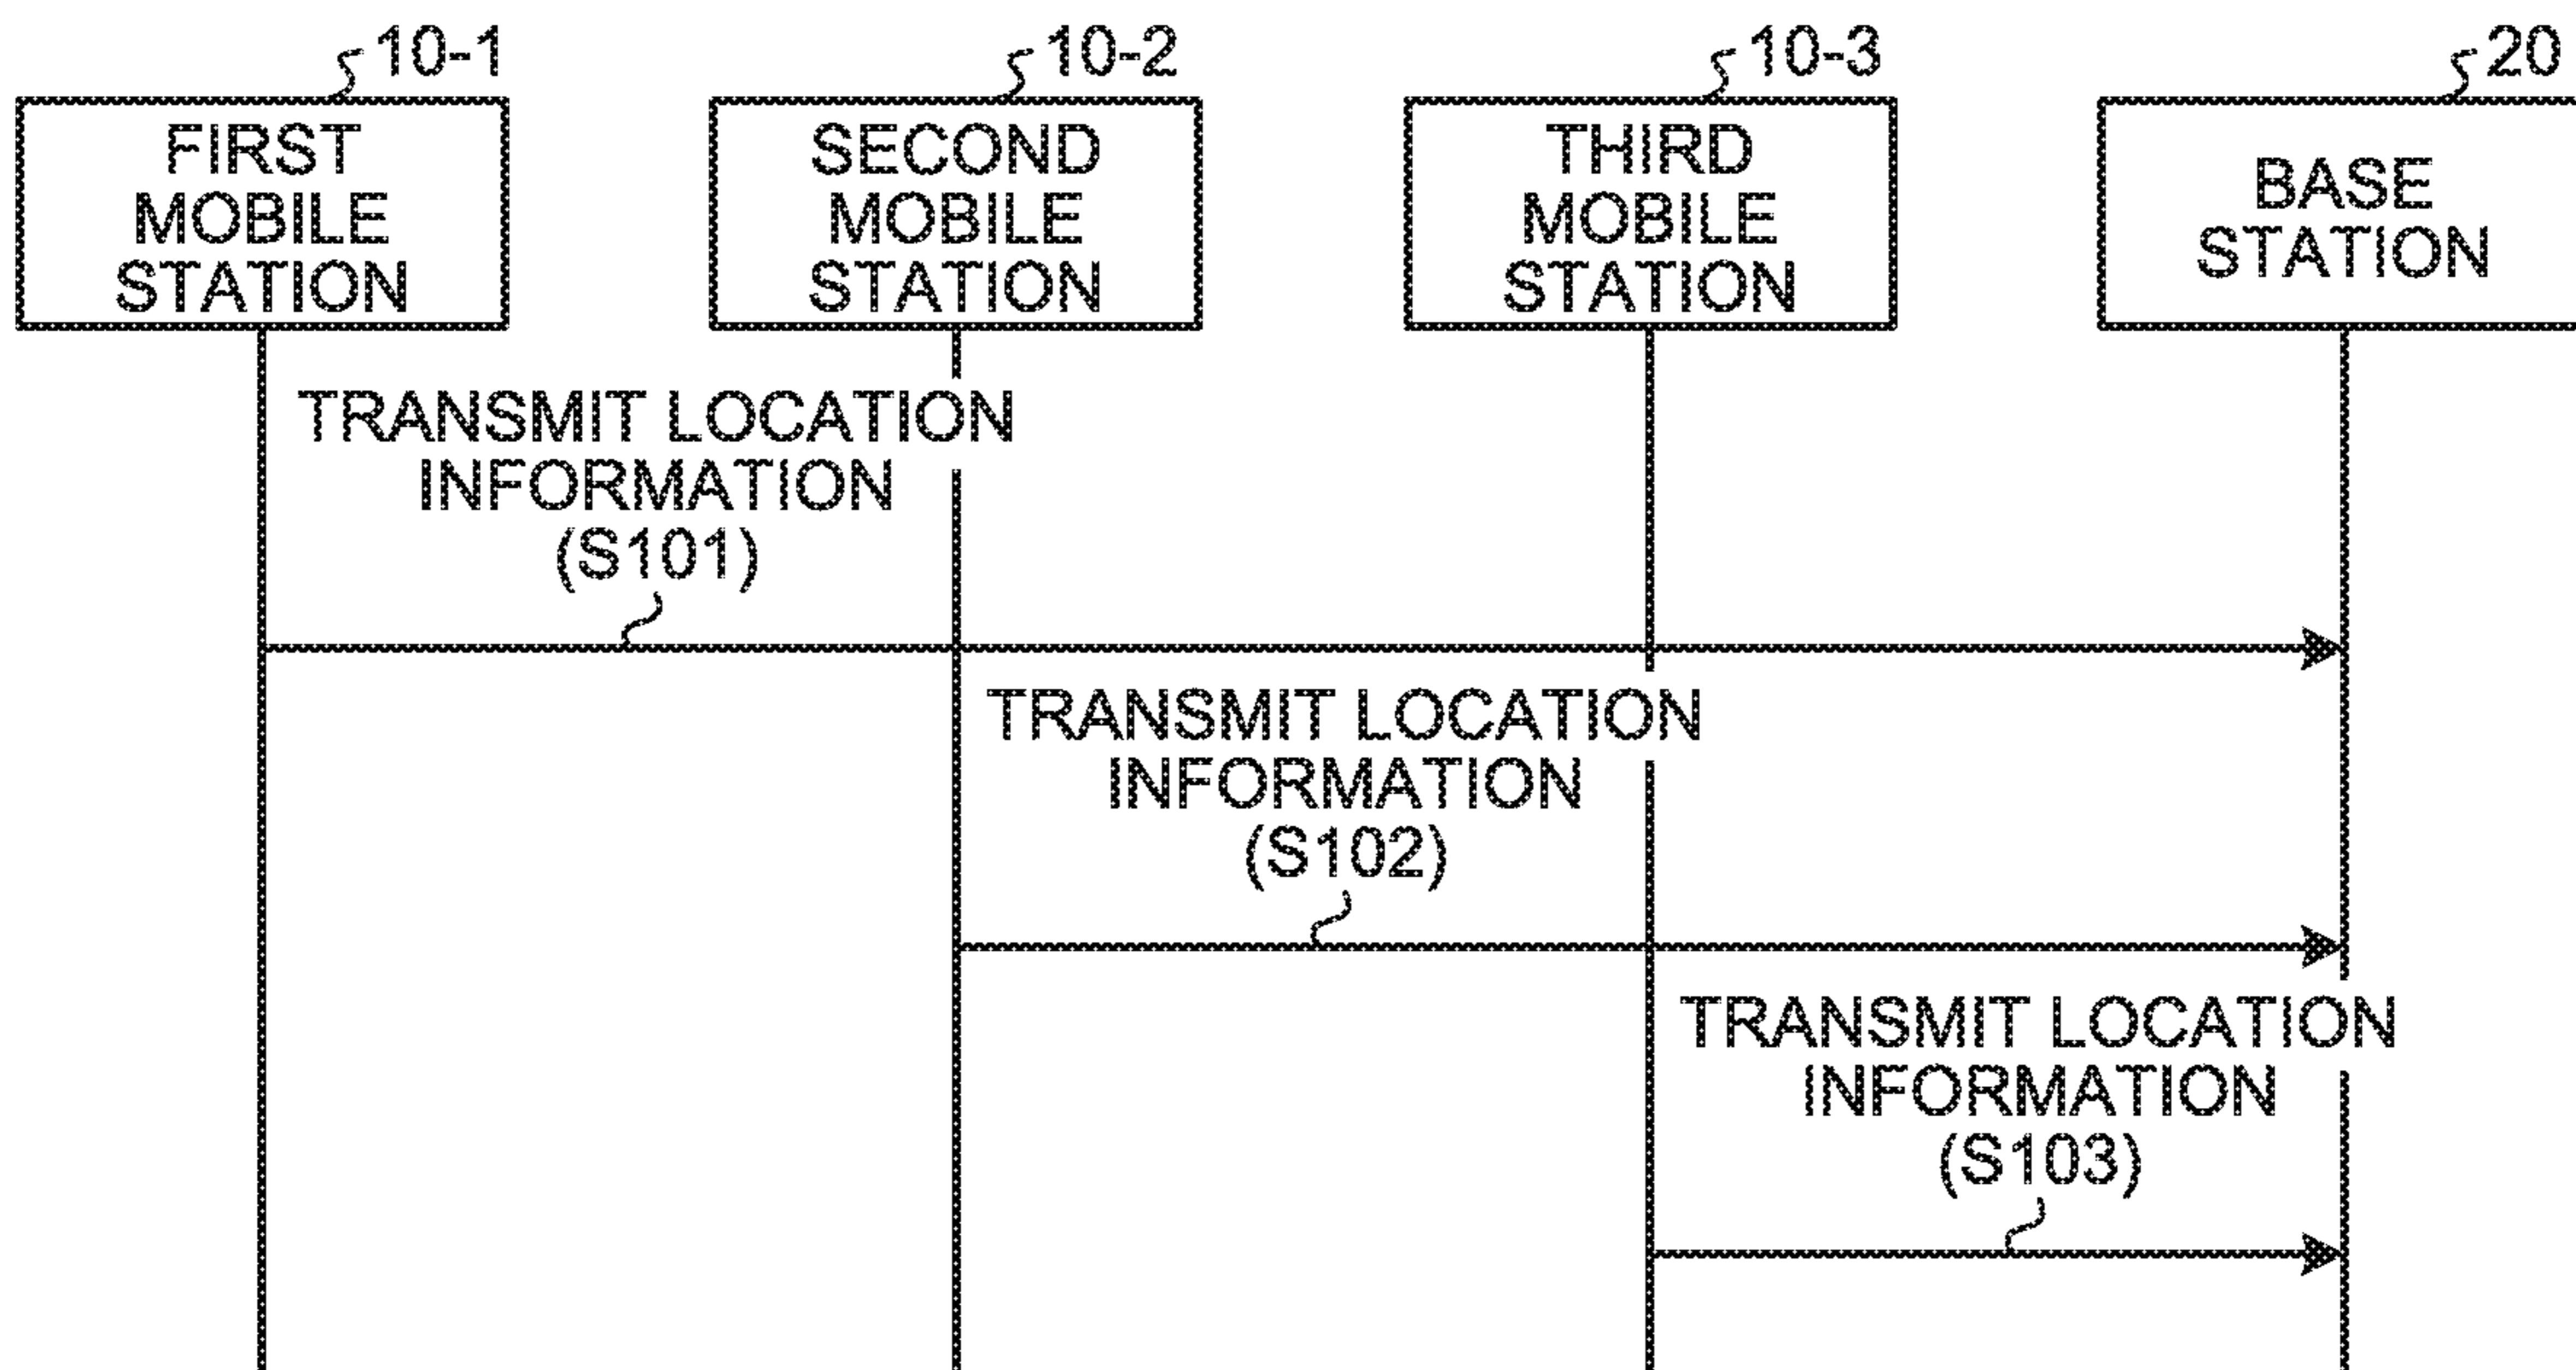 10-1
10-2
10-3
20
FIRST
MOBILE
STATION
SECOND
MOBILE
STATION
THIRD
MOBILE
STATION
BASE
STATION
TRANSMIT LOCATION
INFORMATION
(S101)
TRANSMIT LOCATION
INFORMATION
(S102)
TRANSMIT LOCATION
INFORMATION
(S103)